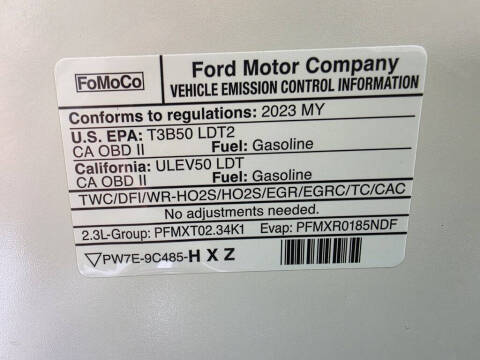 FoMoCo
Ford Motor Company
VEHICLE EMISSION CONTROL INFORMATION
Conforms to regulations: 2023 MY
U.S. EPA: T3B50 LDT2
CA OBD II Fuel: Gasoline
California: ULEV50 LDT
CA OBD II Fuel: Gasoline
TWC/DFI/WR-HO2S/HO2S/EGR/EGRC/TC/CAC
No adjustments needed.
2.3L-Group: PFMXT02.34K1 Evap: PFMXR0185NDF
PW7E-9C485-H X Z